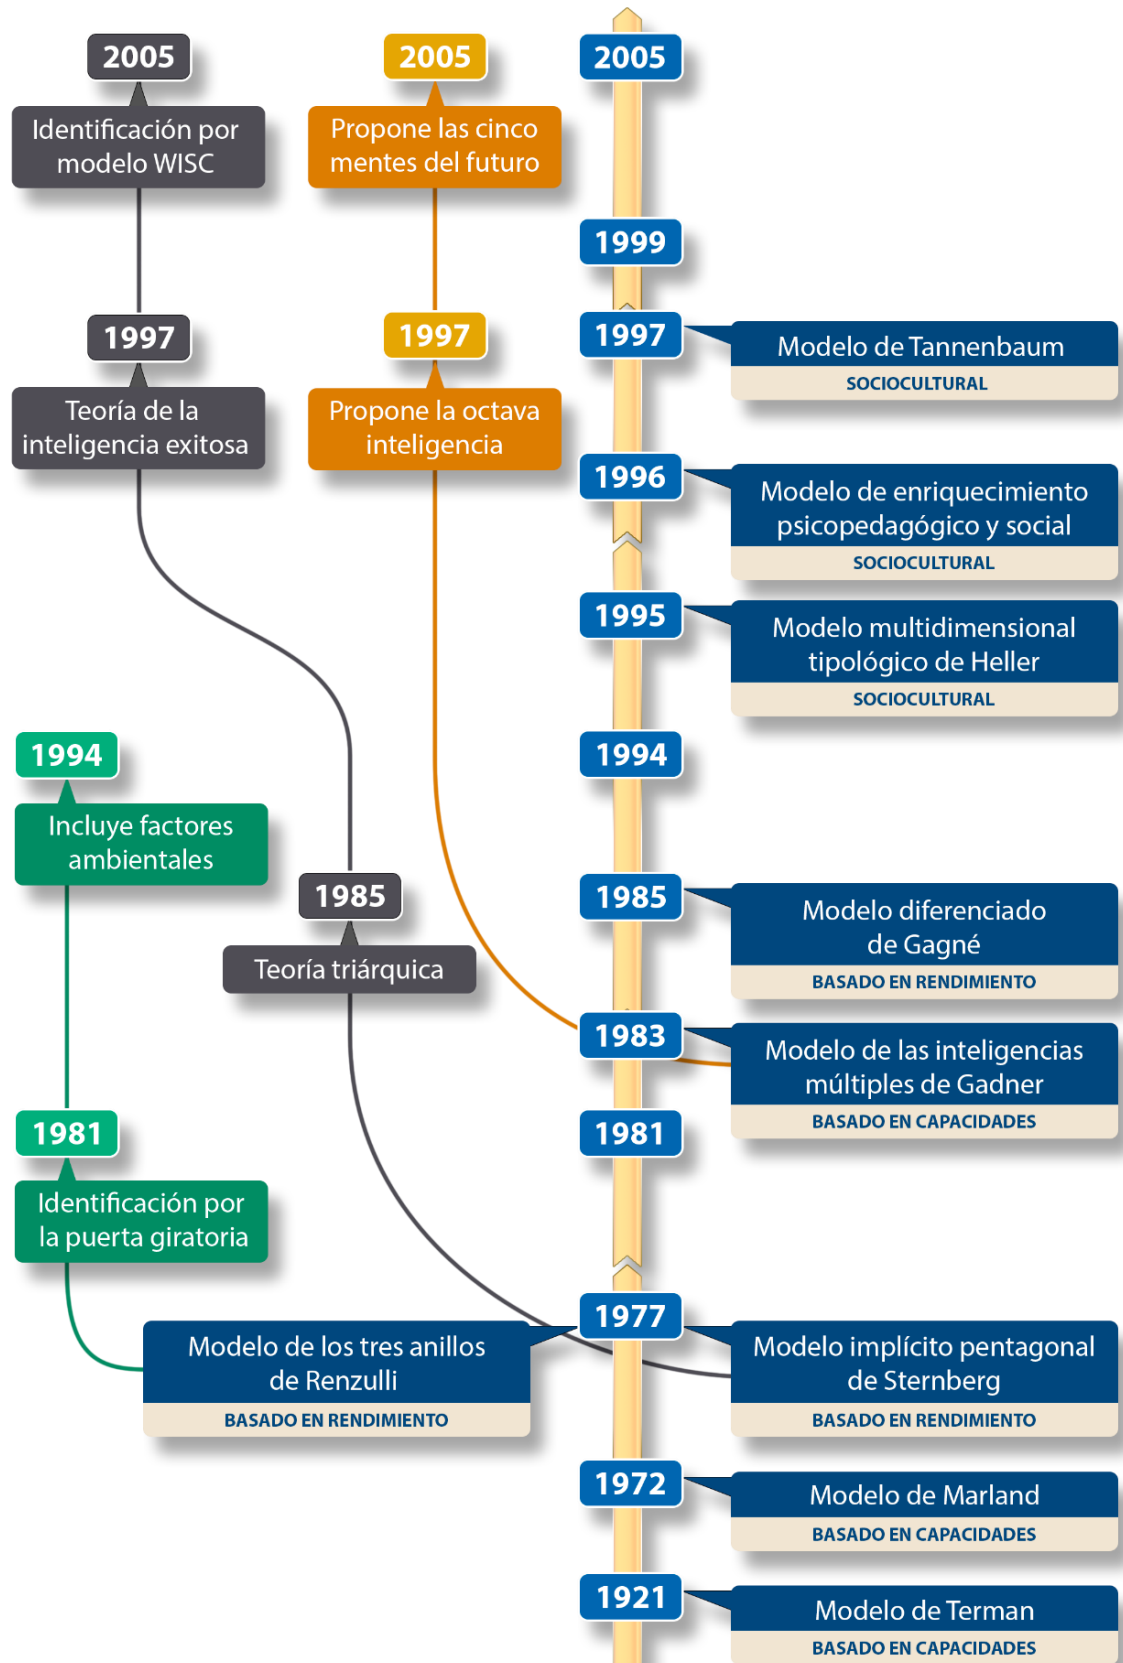 2005
2005
2005
Identificación por
modelo WISC
Propone las cinco
mentes del futuro
1999
1997
1997
1997
Modelo de Tannenbaum
SOCIOCULTURAL
Teoría de la
inteligencia exitosa
Propone la octava
inteligencia
1996
Modelo de enriquecimiento
psicopedagógico y social
SOCIOCULTURAL
1995
Modelo multidimensional
tipológico de Heller
SOCIOCULTURAL
1994
1994
Incluye factores
ambientales
1985
1985
Modelo diferenciado
de Gagné
BASADO EN RENDIMIENTO
Teoría triárquica
1983
Modelo de las inteligencias
múltiples de Gadner
BASADO EN CAPACIDADES
1981
1981
Identificación por
la puerta giratoria
1977
Modelo de los tres anillos
de Renzulli
BASADO EN RENDIMIENTO
Modelo implícito pentagonal
de Sternberg
BASADO EN RENDIMIENTO
1972
Modelo de Marland
BASADO EN CAPACIDADES
1921
Modelo de Terman
BASADO EN CAPACIDADES